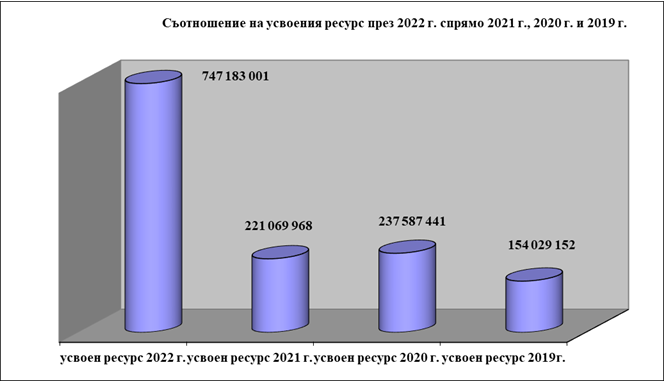 Съотношение на усвоения ресурс през 2022 г. спрямо 2021 г., 2020 г. и 2019 г.
747 183 001
221 069 968
237 587 441
154 029 152
усвоен ресурс 2022 г. усвоен ресурс 2021 г. усвоен ресурс 2020 г. усвоен ресурс 2019г.